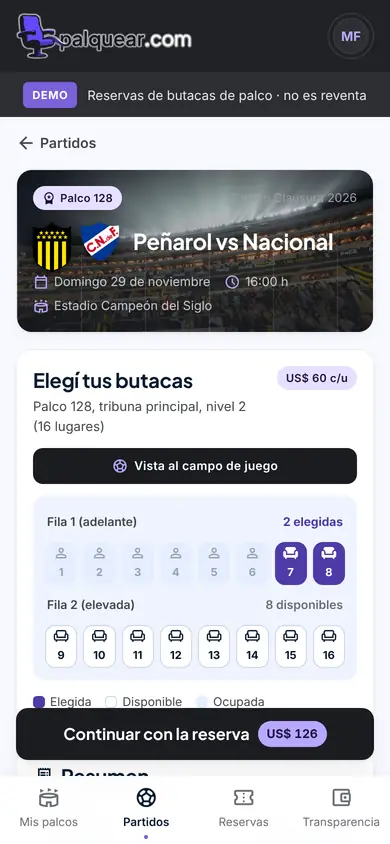 palquear.com
MF
DEMO Reservas de butacas de palco · no es reventa
Partidos
Palco 128
Clausura 2026
C.N. de F.
Peñarol vs Nacional
Domingo 29 de noviembre 16:00 h
Estadio Campeón del Siglo
Elegí tus butacas
US$ 60 c/u
Palco 128, tribuna principal, nivel 2
(16 lugares)
Vista al campo de juego
Fila 1 (adelante) 2 elegidas
1 2 3 4 5 6 7 8
Fila 2 (elevada) 8 disponibles
9 10 11 12 13 14 15 16
Elegida Disponible Ocupada
Continuar con la reserva US$ 126
Resumen
Mis palcos Partidos Reservas Transparencia